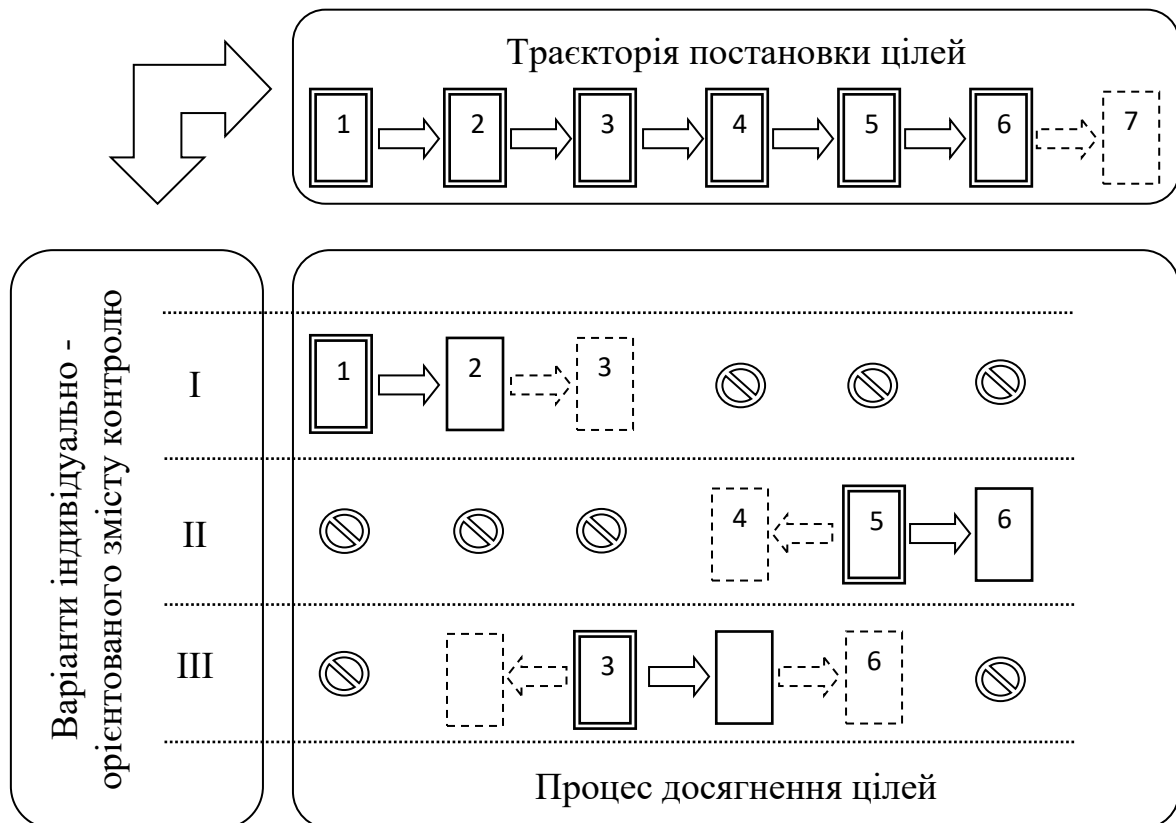 Траєкторія постановки цілей
1 2 3 4 5 6 7
Варіанти індивідуально -
орієнтованого змісту контролю
I 1 2 3
II 4 5 6
III 3 6
Процес досягнення цілей